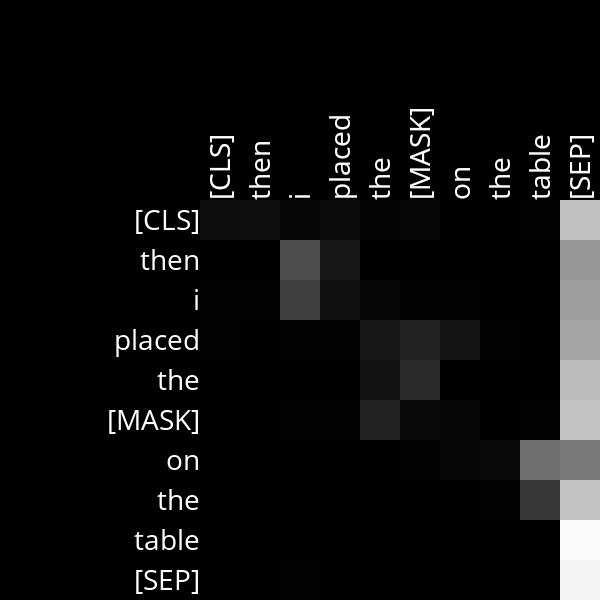 [CLS] then i placed the [MASK] on the table [SEP]
[CLS]
then
i
placed
the
[MASK]
on
the
table
[SEP]